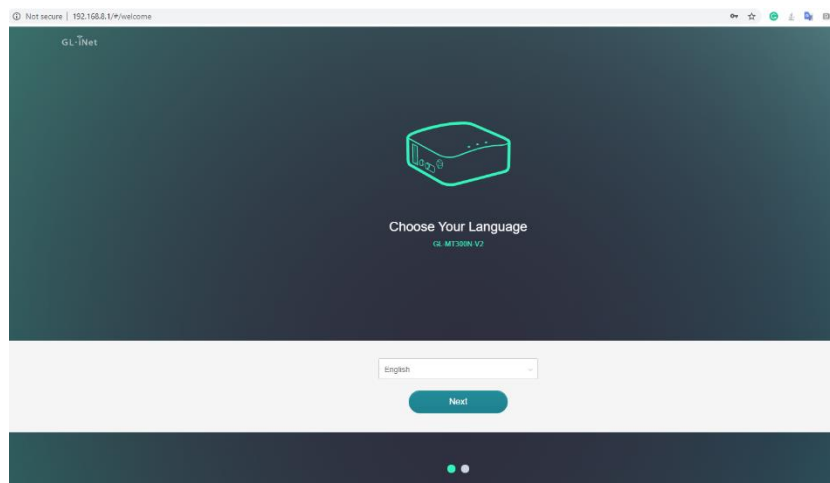 Not secure | 192.168.8.1/#/welcome
GL·iNet
Choose Your Language
GL-MT300N-V2
English
Next